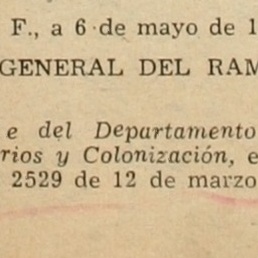 F., a 6 de mayo de 1
GENERAL DEL RAM
e del Departamento
rios y Colonización, e
2529 de 12 de marzo